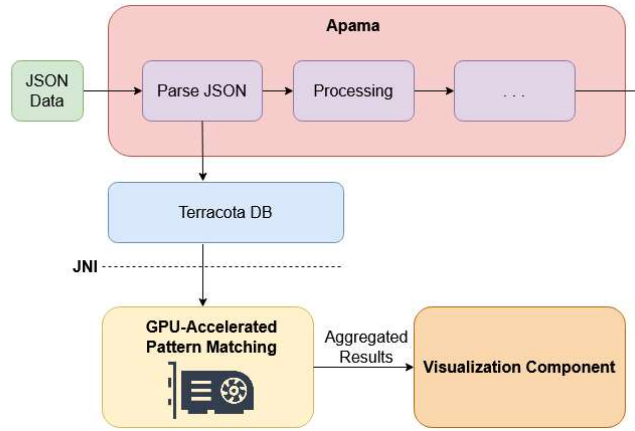 Apama
JSON
Data
Parse JSON
Processing
. . .
Terracota DB
JNI
GPU-Accelerated
Pattern Matching
Aggregated
Results
Visualization Component